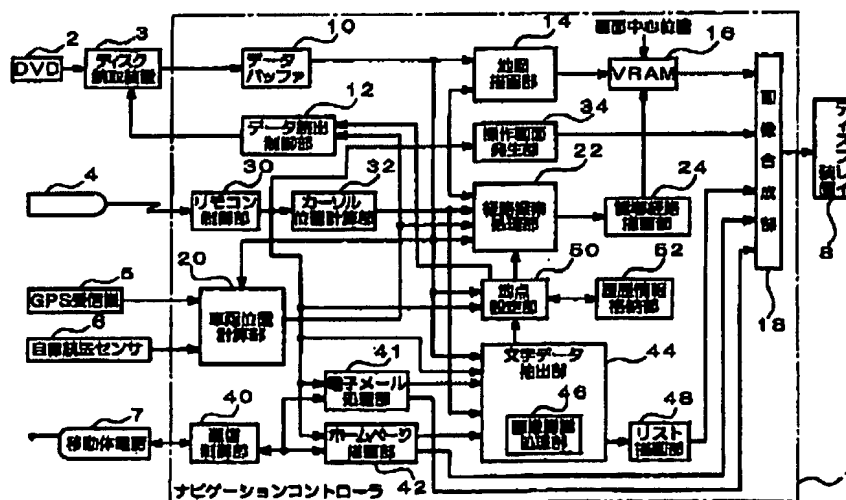 画面中心位置
2
3
10
14
16
DVD
ディスク
読取装置
データ
バッファ
地図
描画部
VRAM
12
データ読出
制御部
34
操作画面
発生部
画像合成部
ディスプレイ
装置
8
18
4
30
リモコン
制御部
32
カーソル
位置計算部
22
経路探索
処理部
24
誘導経路
描画部
5
GPS受信機
6
自律航法センサ
20
車両位置
計算部
50
地点
設定部
52
履歴情報
格納部
41
電子メール
処理部
文字データ
抽出部
44
46
48
リスト
描画部
7
移動体電話
40
通信
制御部
ホームページ
描画部
42
ナビゲーションコントローラ
1